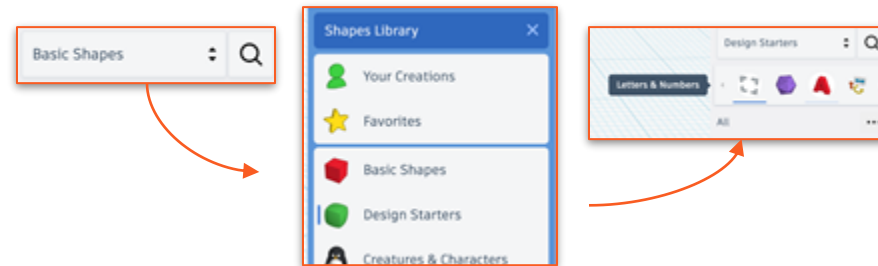 Basic Shapes
Shapes Library
Your Creations
Favorites
Basic Shapes
Design Starters
Creatures & Characters
Design Starters
Letters & Numbers
All